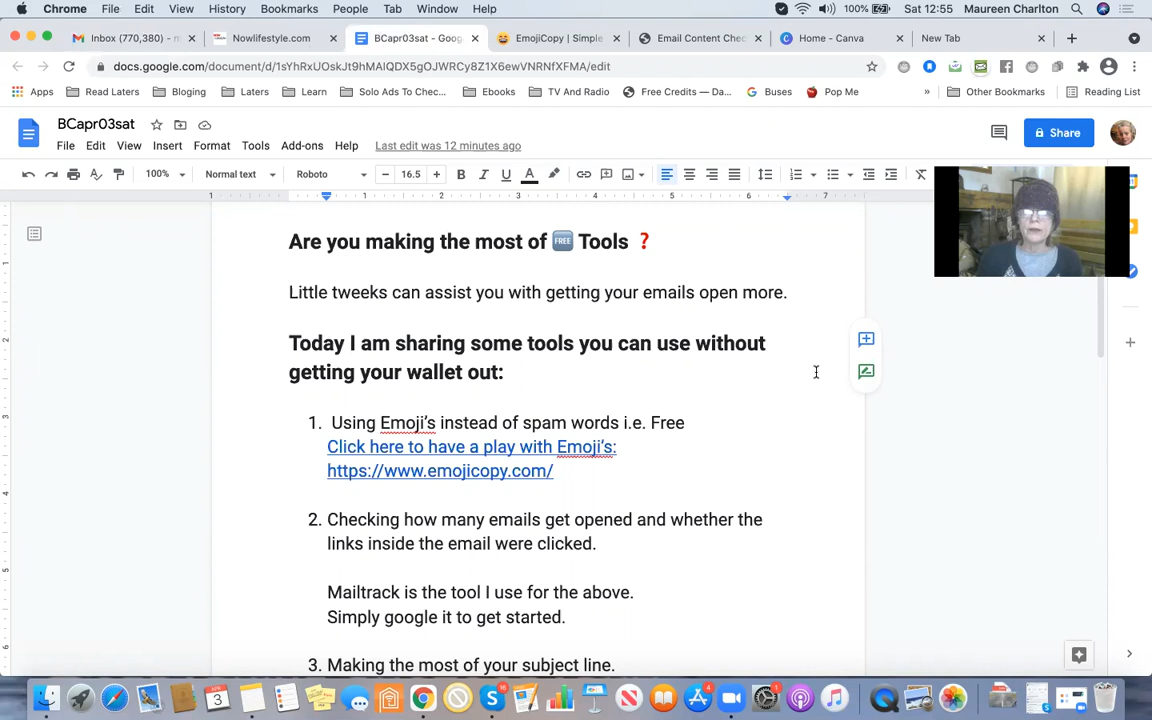 Chrome File Edit View History Bookmarks People Tab Window Help 100% Sat 12:55 Maureen Charlton
Inbox (770,380) - m Nowlifestyle.com BCapr03sat - Goog EmojiCopy | Simple Email Content Chec Home - Canva New Tab
docs.google.com/document/d/1sYhRxUOskJt9hMAlQDX5gOJWRCy8Z1X6ewVNRNfXFMA/edit
Apps Read Laters Bloging Laters Learn Solo Ads To Chec... Ebooks TV And Radio Free Credits — Da... Buses Pop Me » Other Bookmarks Reading List
BCapr03sat
File Edit View Insert Format Tools Add-ons Help Last edit was 12 minutes ago Share
100% Normal text Roboto 16.5
Are you making the most of 🆓 Tools ❓
Little tweeks can assist you with getting your emails open more.
Today I am sharing some tools you can use without
getting your wallet out:
1. Using Emoji's instead of spam words i.e. Free
Click here to have a play with Emoji's:
https://www.emojicopy.com/
2. Checking how many emails get opened and whether the
links inside the email were clicked.
Mailtrack is the tool I use for the above.
Simply google it to get started.
3. Making the most of your subject line.